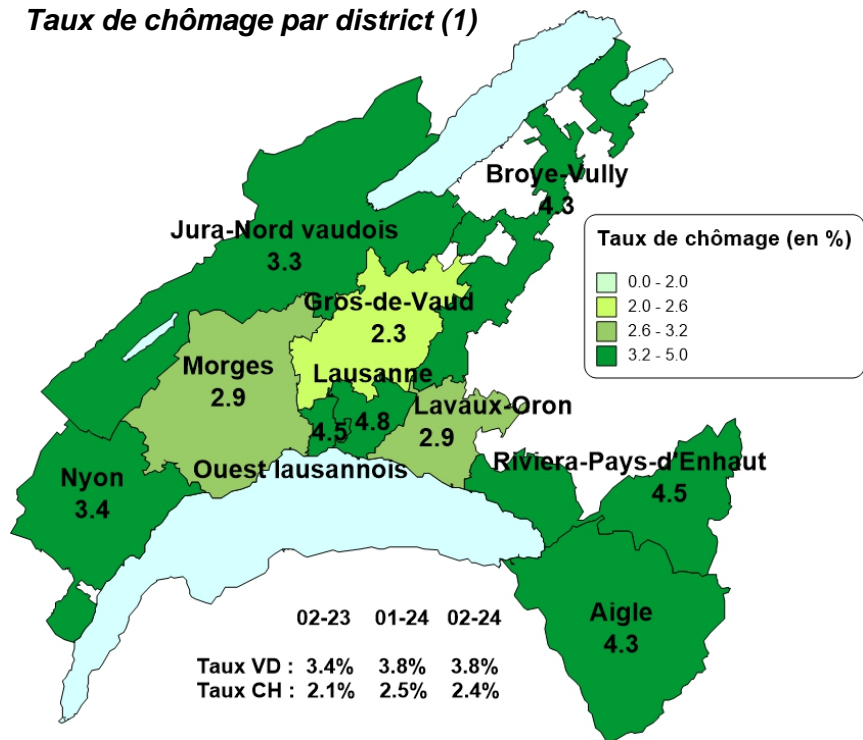 Taux de chômage par district (1)
Broye-Vully
4.3
Jura-Nord vaudois
3.3
Taux de chômage (en %)
0.0 - 2.0
2.0 - 2.6
2.6 - 3.2
3.2 - 5.0
Gros-de-Vaud
2.3
Morges
2.9
Lausanne
4.8
4.5
Lavaux-Oron
2.9
Ouest lausannois
Riviera-Pays-d'Enhaut
4.5
Nyon
3.4
Aigle
4.3
02-23 01-24 02-24
Taux VD : 3.4% 3.8% 3.8%
Taux CH : 2.1% 2.5% 2.4%